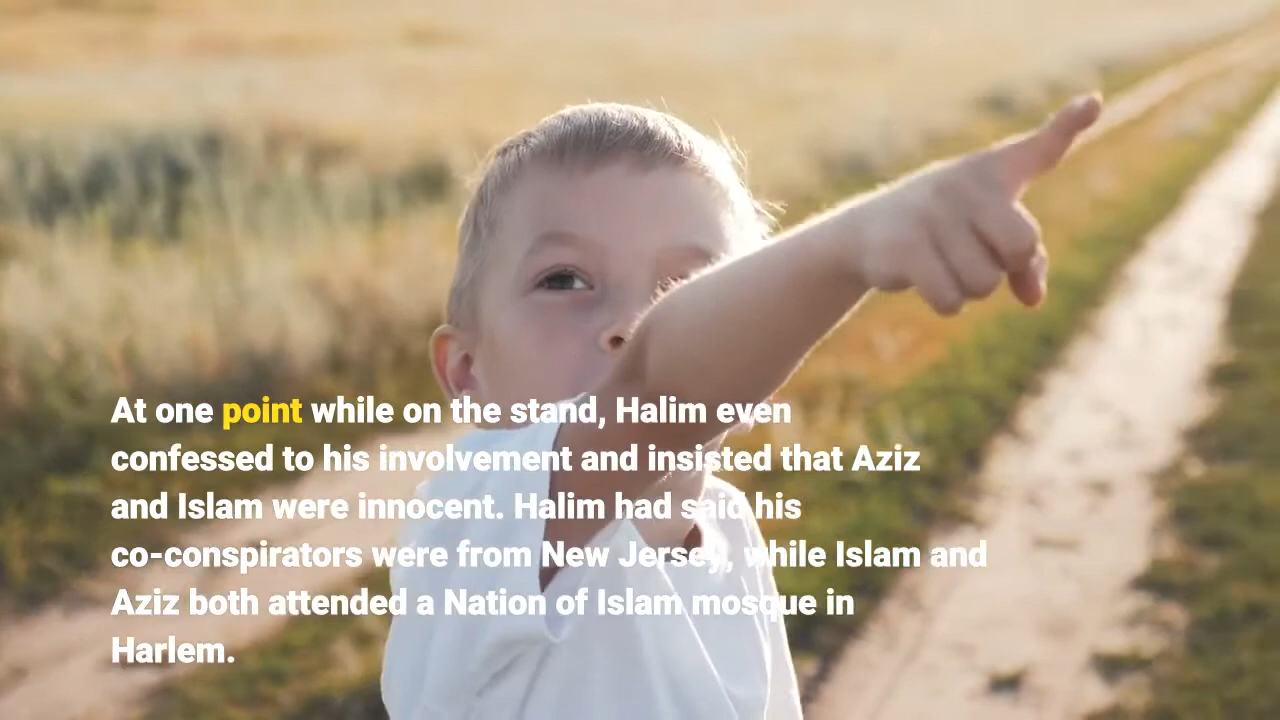 At one point while on the stand, Halim even
confessed to his involvement and insisted that Aziz
and Islam were innocent. Halim had said his
co-conspirators were from New Jersey, while Islam and
Aziz both attended a Nation of Islam mosque in
Harlem.